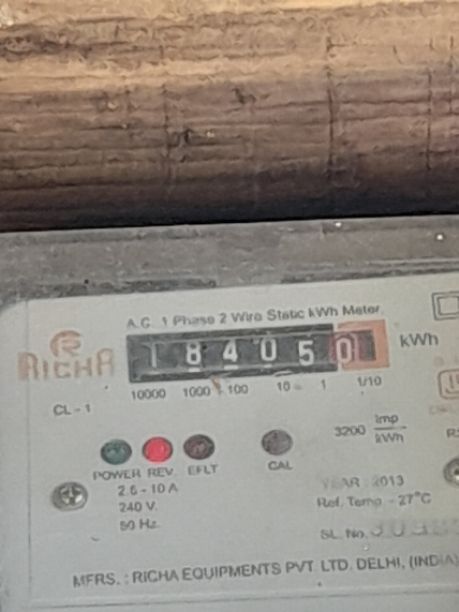 A.C. 1 Phase 2 Wire Static kWh Meter
RICHA
1 8 4 0 5 0
kWh
10000 1000 100 10 1 1/10
CL-1
3200 imp/kWh
POWER REV. EFLT
CAL
2.5-10 A
240 V.
50 Hz.
YEAR : 2013
Ref. Temp - 27°C
SL. No.
MFRS. : RICHA EQUIPMENTS PVT. LTD. DELHI, (INDIA)